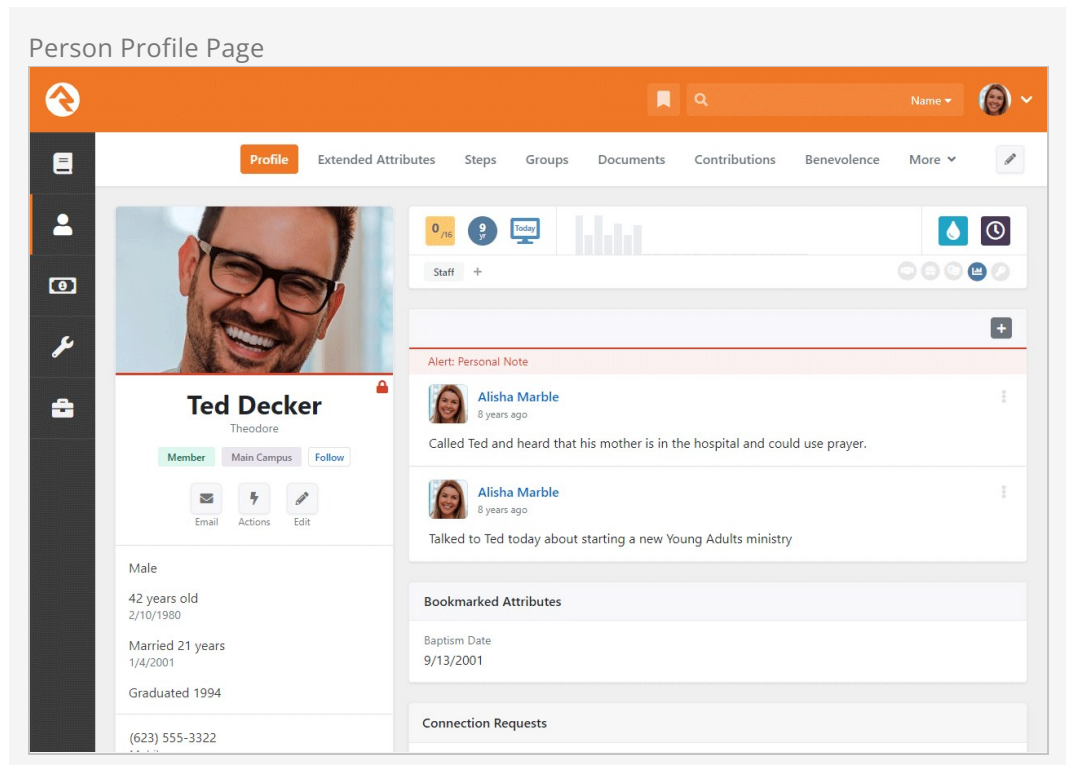 Person Profile Page
Name
Profile Extended Attributes Steps Groups Documents Contributions Benevolence More
0/16 9 yr Today
Staff +
Alert: Personal Note
Alisha Marble
8 years ago
Called Ted and heard that his mother is in the hospital and could use prayer.
Alisha Marble
8 years ago
Talked to Ted today about starting a new Young Adults ministry
Bookmarked Attributes
Baptism Date
9/13/2001
Connection Requests
Ted Decker
Theodore
Member Main Campus Follow
Email Actions Edit
Male
42 years old
2/10/1980
Married 21 years
1/4/2001
Graduated 1994
(623) 555-3322